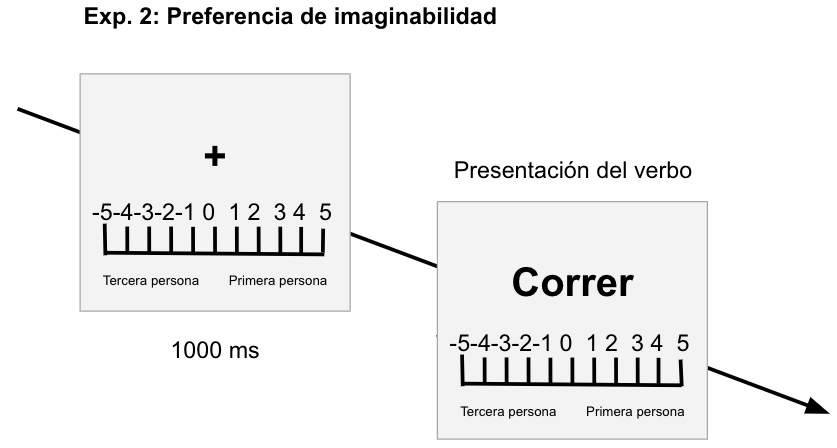 Exp. 2: Preferencia de imaginabilidad
+
-5-4-3-2-1 0 1 2 3 4 5
Tercera persona Primera persona
1000 ms
Presentación del verbo
Correr
-5-4-3-2-1 0 1 2 3 4 5
Tercera persona Primera persona